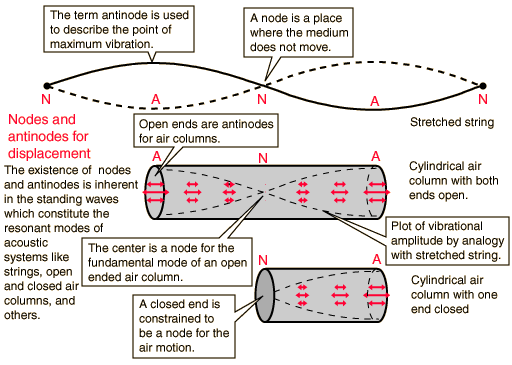 The term antinode is used
to describe the point of
maximum vibration.
A node is a place
where the medium
does not move.
N
A
N
A
N
Stretched string
Nodes and
antinodes for
displacement
The existence of nodes
and antinodes is inherent
in the standing waves
which constitute the
resonant modes of
acoustic
systems like
strings, open
and closed air
columns, and
others.
Open ends are antinodes
for air columns.
A
N
A
Cylindrical air
column with both
ends open.
The center is a node for the
fundamental mode of an open
ended air column.
Plot of vibrational
amplitude by analogy
with stretched string.
N
A
A closed end is
constrained to
be a node for the
air motion.
Cylindrical air
column with one
end closed